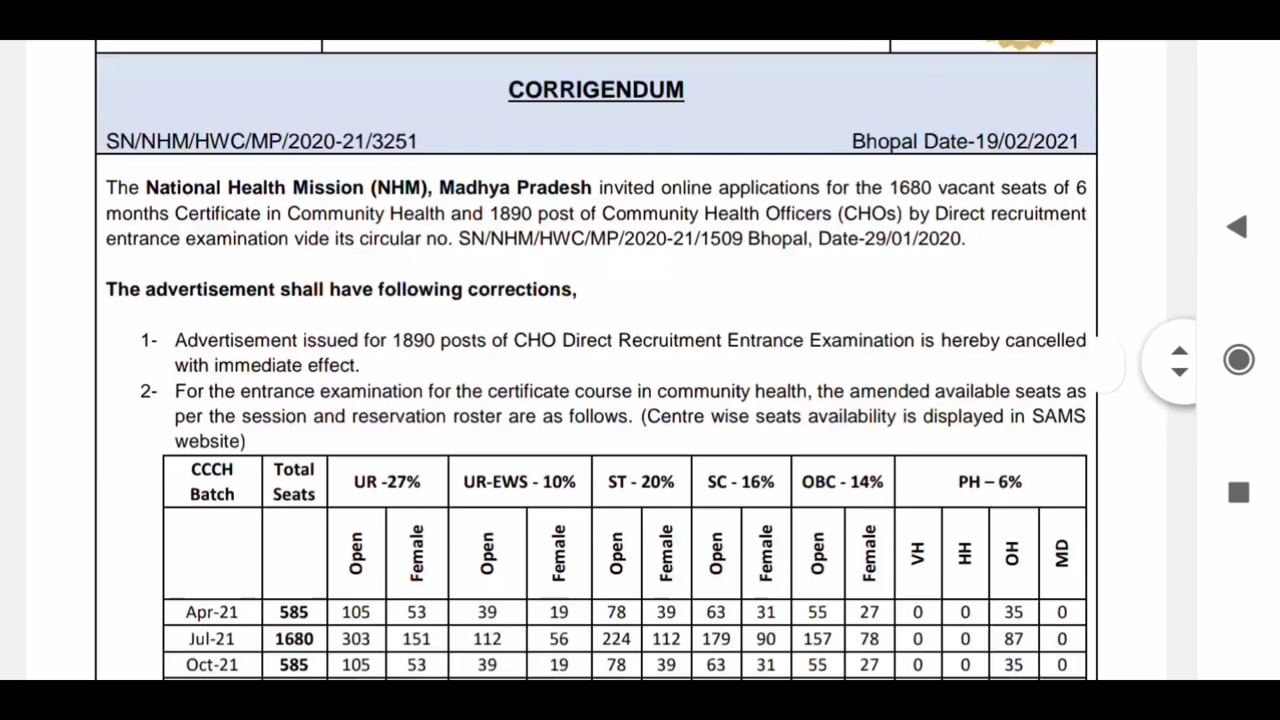 CORRIGENDUM
SN/NHM/HWC/MP/2020-21/3251 Bhopal Date-19/02/2021
The National Health Mission (NHM), Madhya Pradesh invited online applications for the 1680 vacant seats of 6
months Certificate in Community Health and 1890 post of Community Health Officers (CHOs) by Direct recruitment
entrance examination vide its circular no. SN/NHM/HWC/MP/2020-21/1509 Bhopal, Date-29/01/2020.
The advertisement shall have following corrections,
1- Advertisement issued for 1890 posts of CHO Direct Recruitment Entrance Examination is hereby cancelled
with immediate effect.
2- For the entrance examination for the certificate course in community health, the amended available seats as
per the session and reservation roster are as follows. (Centre wise seats availability is displayed in SAMS
website)
CCCH Batch Total Seats UR -27% UR-EWS - 10% ST - 20% SC - 16% OBC - 14% PH – 6%
Open Female Open Female Open Female Open Female Open Female VH HH OH MD
Apr-21 585 105 53 39 19 78 39 63 31 55 27 0 0 35 0
Jul-21 1680 303 151 112 56 224 112 179 90 157 78 0 0 87 0
Oct-21 585 105 53 39 19 78 39 63 31 55 27 0 0 35 0